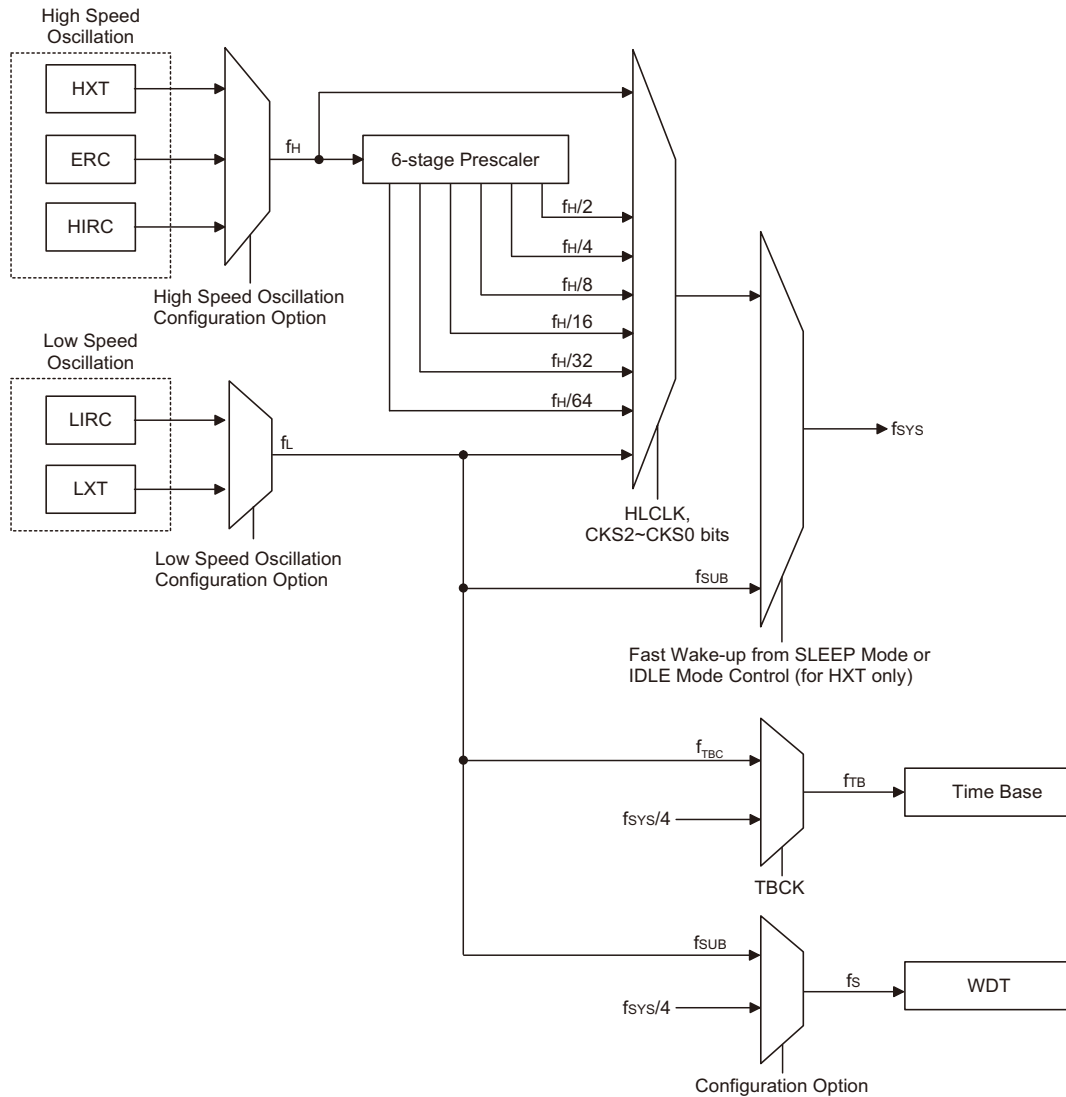 High Speed
Oscillation
HXT
ERC
HIRC
fH
6-stage Prescaler
fH/2
fH/4
fH/8
fH/16
fH/32
fH/64
High Speed Oscillation
Configuration Option
Low Speed
Oscillation
LIRC
LXT
fL
Low Speed Oscillation
Configuration Option
HLCLK,
CKS2~CKS0 bits
fSYS
fSUB
Fast Wake-up from SLEEP Mode or
IDLE Mode Control (for HXT only)
fTBC
fSYS/4
fTB
Time Base
TBCK
fSUB
fSYS/4
fS
WDT
Configuration Option